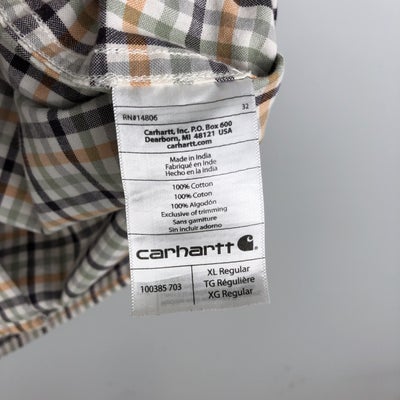 RN#14806 32
Carhartt, Inc. P.O. Box 600
Dearborn, MI 48121 USA
carhartt.com
Made in India
Fabriqué en Inde
Hecho en la India
100% Cotton
100% Coton
100% Algodón
Exclusive of trimming
Sans garniture
Sin incluir adorno
carhartt
100385 703
XL Regular
TG Régulière
XG Regular